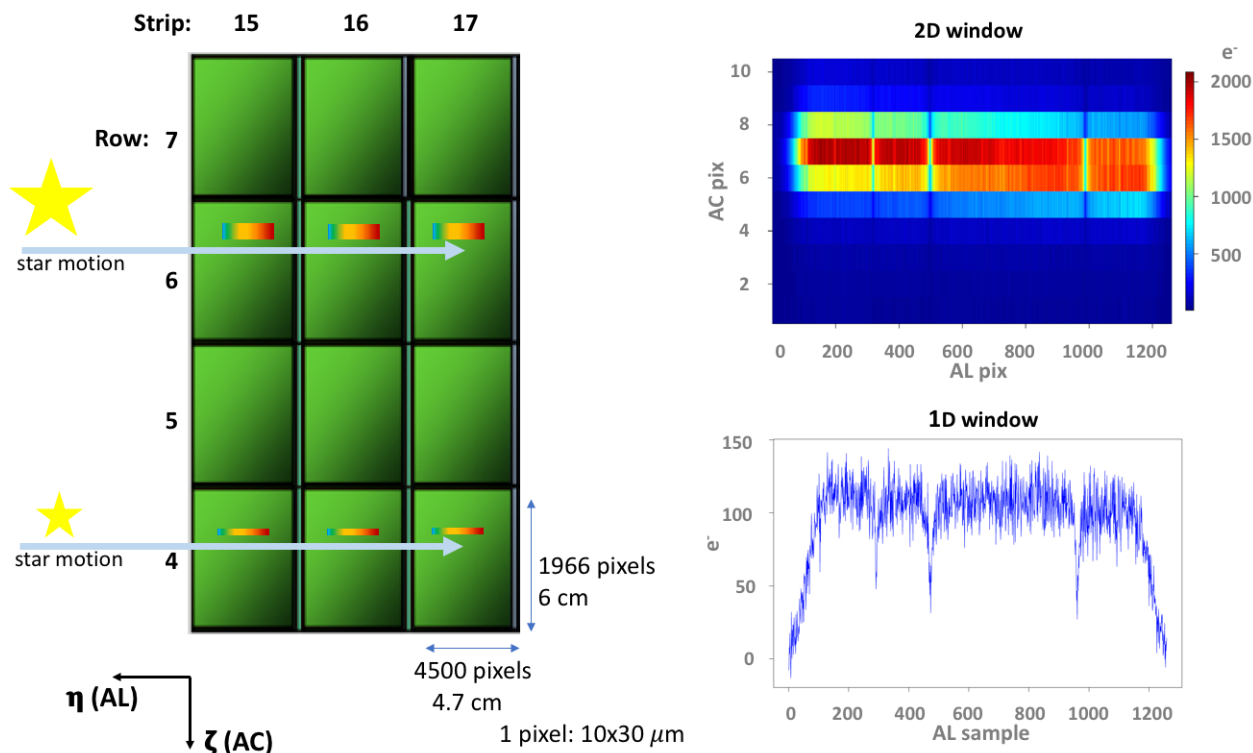 Strip: 15 16 17
Row: 7
6
5
4
star motion
star motion
1966 pixels
6 cm
4500 pixels
4.7 cm
1 pixel: 10x30 μm
η (AL)
ζ (AC)
2D window
e-
2000
1500
1000
500
10
8
6
4
2
AC pix
0 200 400 600 800 1000 1200
AL pix
1D window
150
100
50
0
e-
0 200 400 600 800 1000 1200
AL sample